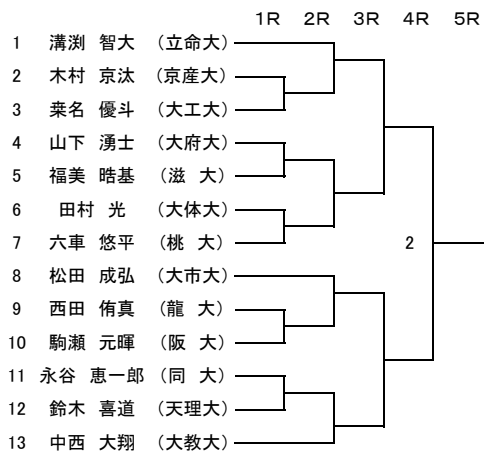 1R 2R 3R 4R 5R
1 溝渕 智大 (立命大)
2 木村 京汰 (京産大)
3 桒名 優斗 (大工大)
4 山下 湧士 (大府大)
5 福美 晧基 (滋 大)
6 田村 光 (大体大)
7 六車 悠平 (桃 大)
2
8 松田 成弘 (大市大)
9 西田 侑真 (龍 大)
10 駒瀬 元暉 (阪 大)
11 永谷 恵一郎 (同 大)
12 鈴木 喜道 (天理大)
13 中西 大翔 (大教大)